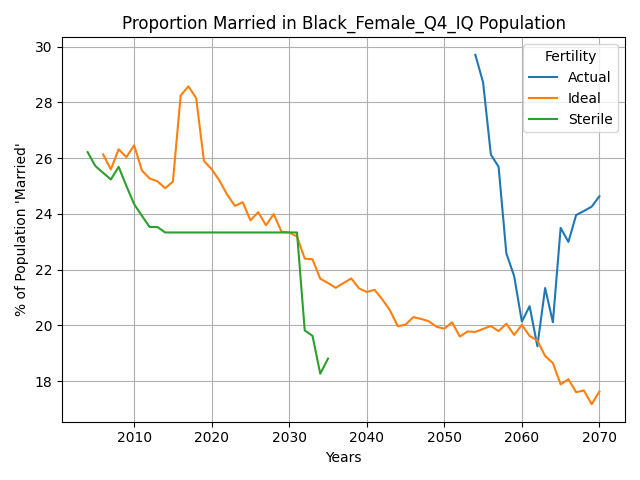 Proportion Married in Black_Female_Q4_IQ Population
30
28
26
24
22
20
18
% of Population 'Married'
Fertility
Actual
Ideal
Sterile
2010 2020 2030 2040 2050 2060 2070
Years